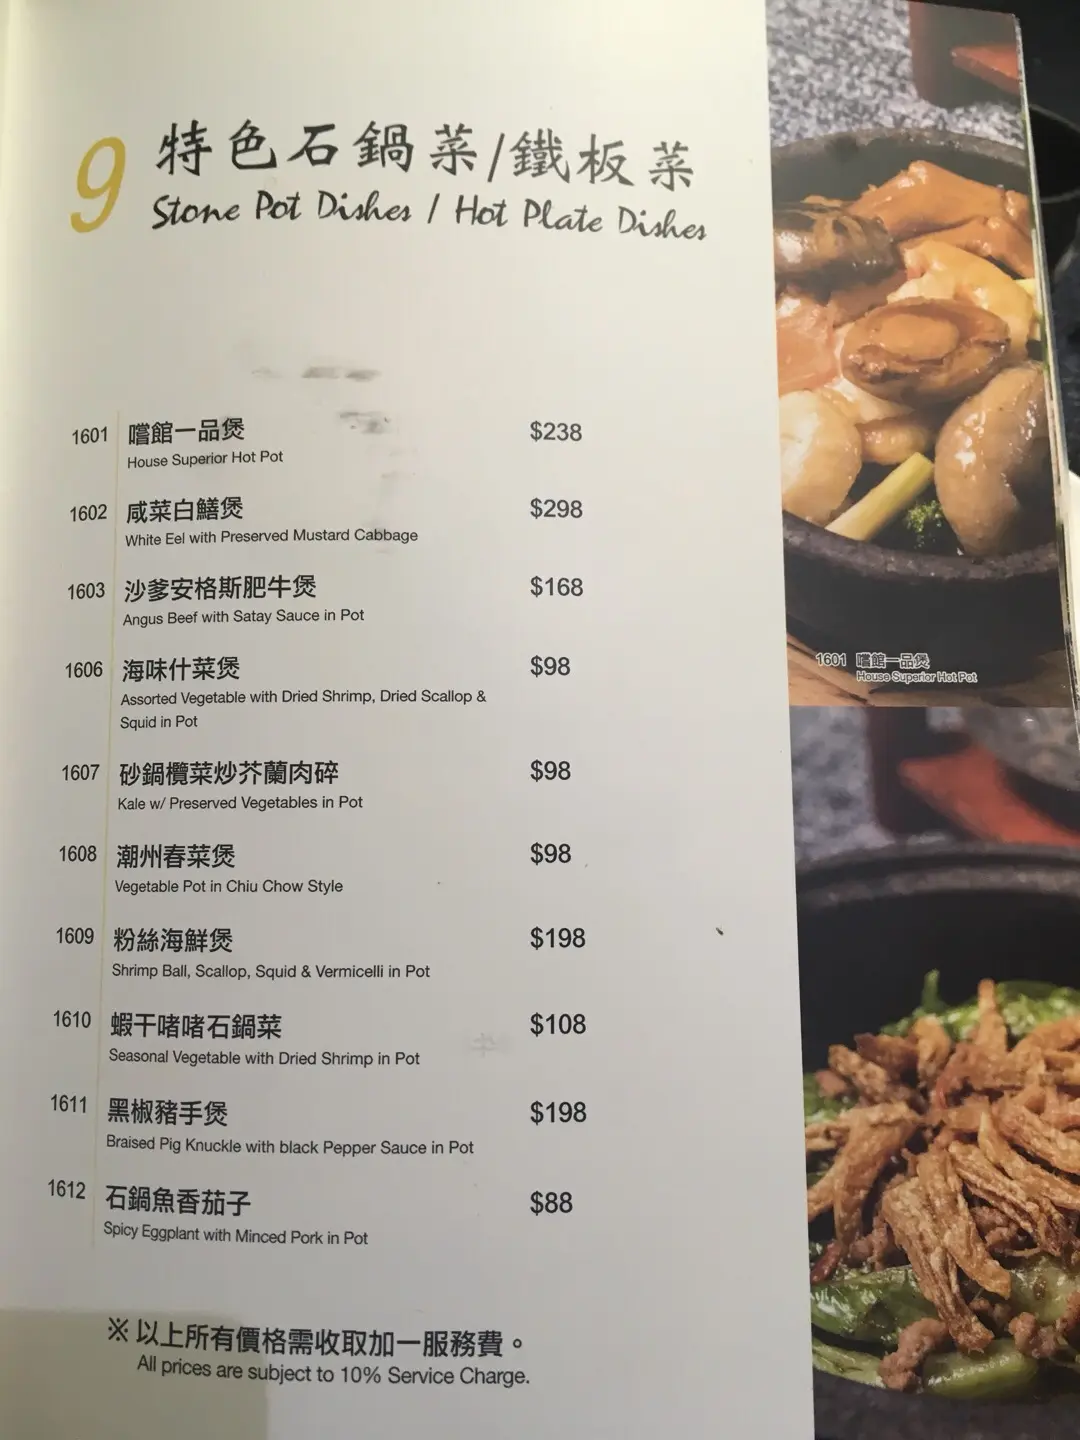 9 特色石鍋菜/鐵板菜
Stone Pot Dishes / Hot Plate Dishes
1601 嚐館一品煲 $238
House Superior Hot Pot
1602 咸菜白鱔煲 $298
White Eel with Preserved Mustard Cabbage
1603 沙爹安格斯肥牛煲 $168
Angus Beef with Satay Sauce in Pot
1606 海味什菜煲 $98
Assorted Vegetable with Dried Shrimp, Dried Scallop &
Squid in Pot
1607 砂鍋欖菜炒芥蘭肉碎 $98
Kale w/ Preserved Vegetables in Pot
1608 潮州春菜煲 $98
Vegetable Pot in Chiu Chow Style
1609 粉絲海鮮煲 $198
Shrimp Ball, Scallop, Squid & Vermicelli in Pot
1610 蝦干啫啫石鍋菜 $108
Seasonal Vegetable with Dried Shrimp in Pot
1611 黑椒豬手煲 $198
Braised Pig Knuckle with black Pepper Sauce in Pot
1612 石鍋魚香茄子 $88
Spicy Eggplant with Minced Pork in Pot
※ 以上所有價格需收取加一服務費。
All prices are subject to 10% Service Charge.
1601 嚐館一品煲
House Superior Hot Pot